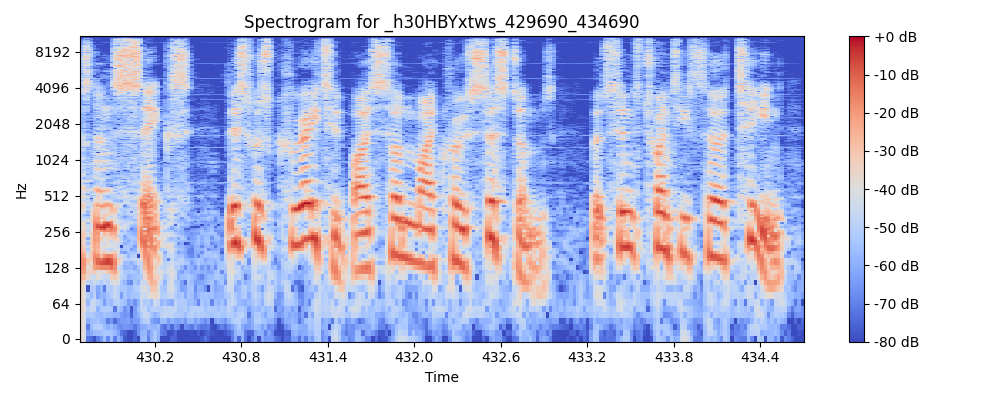 Spectrogram for _h30HBYxtws_429690_434690
Hz
8192
4096
2048
1024
512
256
128
64
0
430.2 430.8 431.4 432.0 432.6 433.2 433.8 434.4
Time
+0 dB
-10 dB
-20 dB
-30 dB
-40 dB
-50 dB
-60 dB
-70 dB
-80 dB